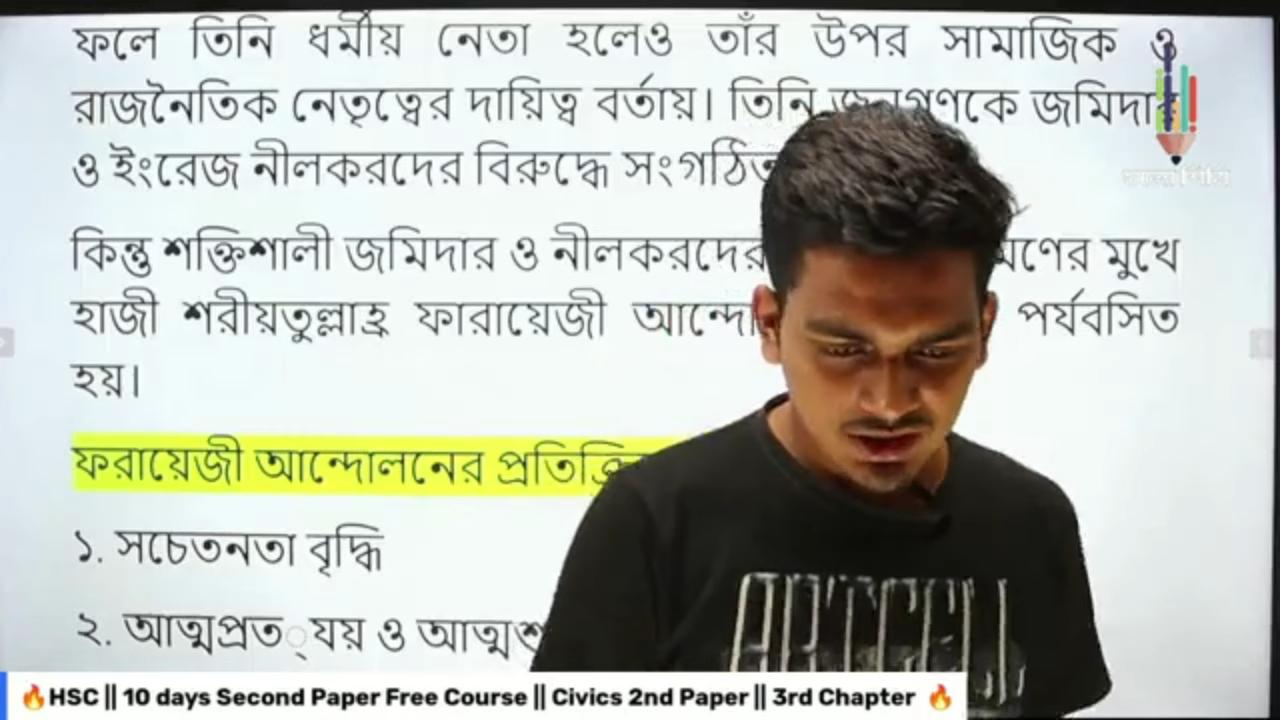 ফলে তিনি ধর্মীয় নেতা হলেও তাঁর উপর সামাজিক ও
রাজনৈতিক নেতৃত্বের দায়িত্ব বর্তায়। তিনি জনগণকে জমিদার
ও ইংরেজ নীলকরদের বিরুদ্ধে সংগঠিত
কিন্তু শক্তিশালী জমিদার ও নীলকরদের মুখে
হাজী শরীয়তুল্লাহ্র ফারায়েজী পর্যবসিত
হয়।
ফরায়েজী আন্দোলনের
১. সচেতনতা বৃদ্ধি
২. আত্মপ্রত্যয় ও
🔥HSC || 10 days Second Paper Free Course || Civics 2nd Paper || 3rd Chapter 🔥